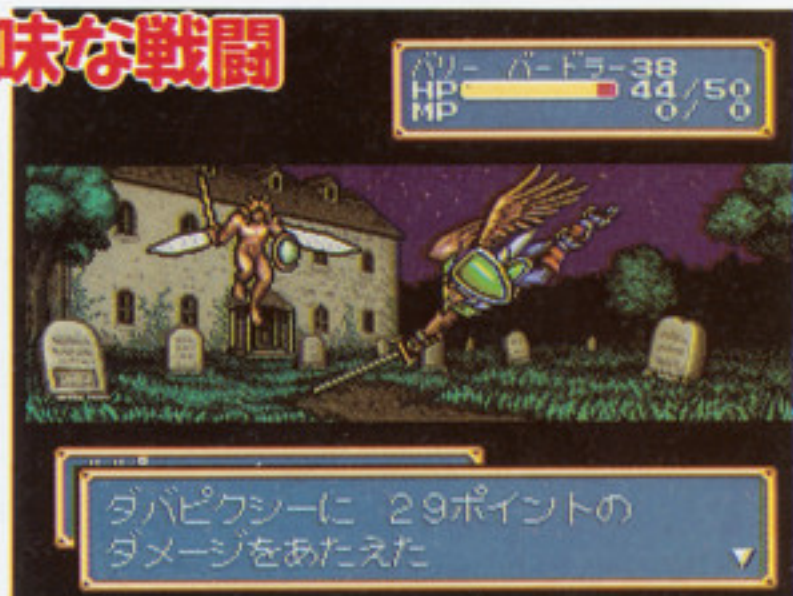 味な戦闘
バリー バードラー38
HP 44/50
MP 0/ 0
ダバピクシーに 29ポイントの
ダメージをあたえた